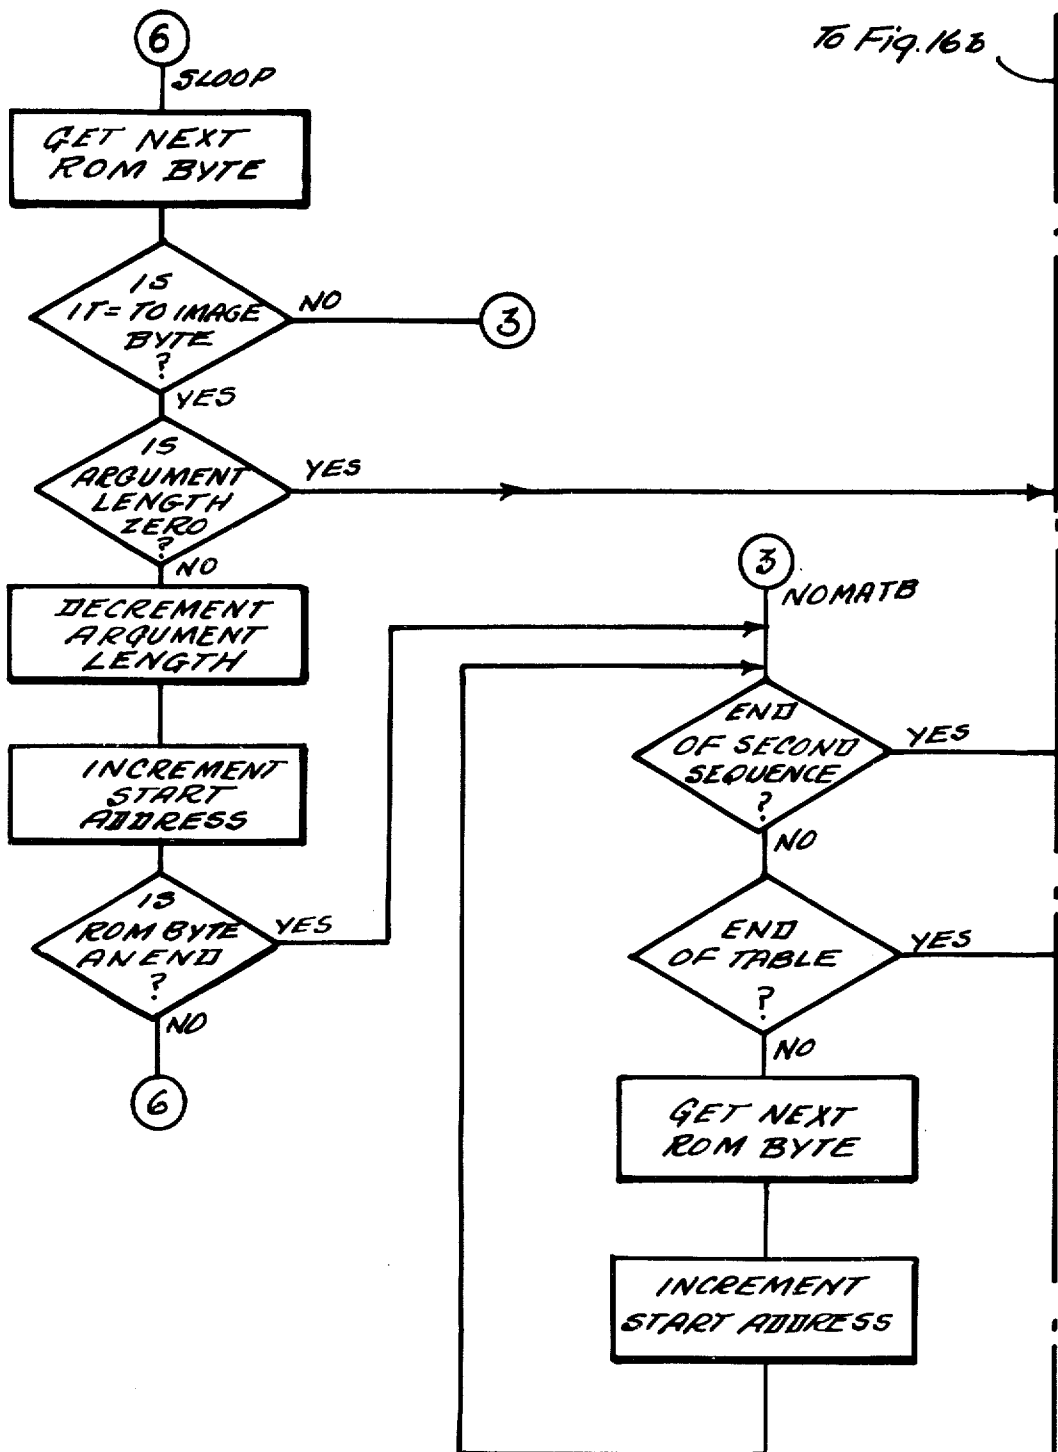 6
SLOOP
To Fig. 16b
GET NEXT
ROM BYTE
IS
IT = TO IMAGE
BYTE
?
NO
3
YES
IS
ARGUMENT
LENGTH
ZERO
?
YES
NO
DECREMENT
ARGUMENT
LENGTH
INCREMENT
START
ADDRESS
IS
ROM BYTE
AN END
?
YES
NO
6
3
NOMATB
END
OF SECOND
SEQUENCE
?
YES
NO
END
OF TABLE
?
YES
NO
GET NEXT
ROM BYTE
INCREMENT
START ADDRESS